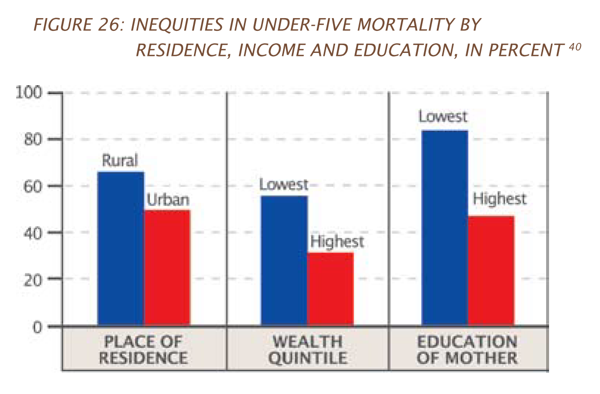 FIGURE 26: INEQUITIES IN UNDER-FIVE MORTALITY BY
RESIDENCE, INCOME AND EDUCATION, IN PERCENT 40
100
80
60
40
20
0
Rural
Urban
Lowest
Highest
Lowest
Highest
PLACE OF
RESIDENCE
WEALTH
QUINTILE
EDUCATION
OF MOTHER